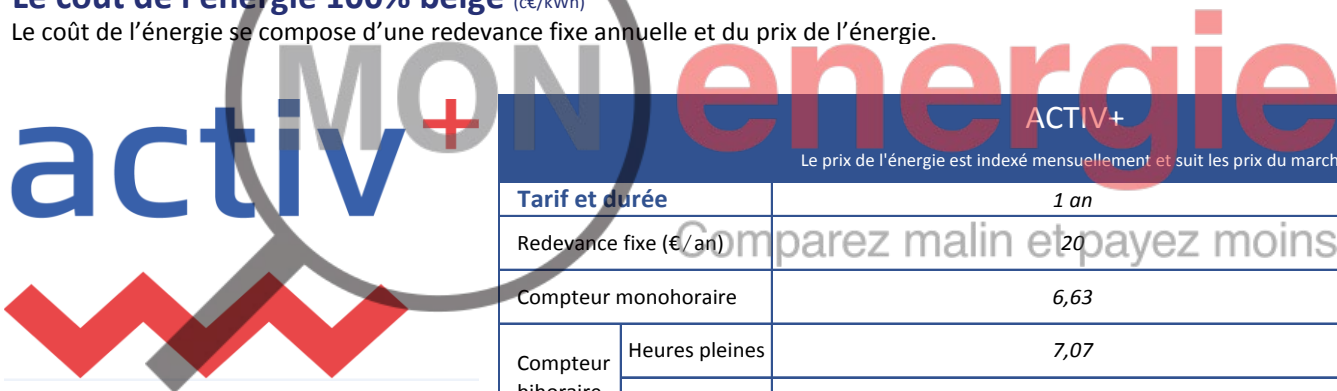 Le coût de l'énergie 100% belge (c€/kWh)
Le coût de l’énergie se compose d’une redevance fixe annuelle et du prix de l’énergie.
MON energie
activ+
ACTIV+
Le prix de l'énergie est indexé mensuellement et suit les prix du march
Tarif et durée
1 an
Comparez malin et payez moins
Redevance fixe (€/an)
20
Compteur monohoraire
6,63
Compteur
bihoraire
Heures pleines
7,07